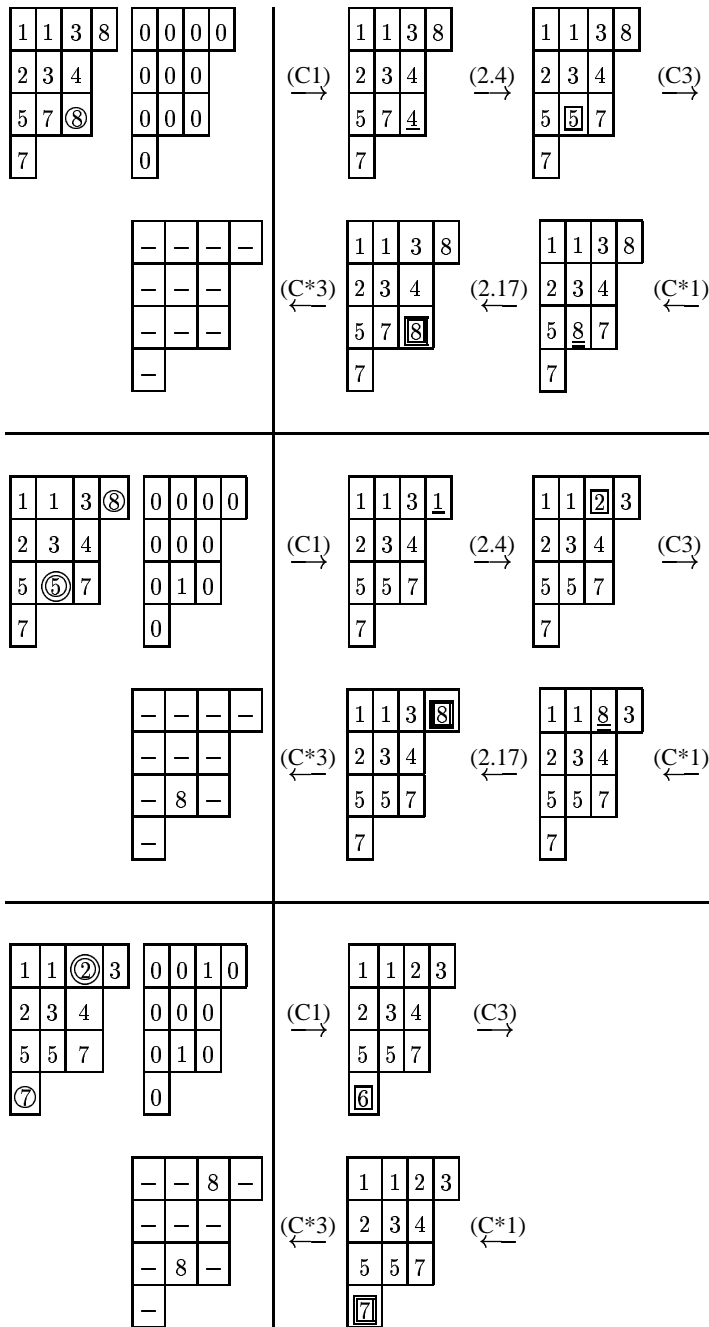 1 1 3 8 0 0 0 0 (C1) 1 1 3 8 (2.4) 1 1 3 8 (C3)
2 3 4 0 0 0 2 3 4 2 3 4
5 7 8 0 0 0 5 7 4 5 5 7
7 0 7 7
– – – – (C*3) 1 1 3 8 (2.17) 1 1 3 8 (C*1)
– – – 2 3 4 2 3 4
– – – 5 7 8 5 8 7
– 7 7
1 1 3 8 0 0 0 0 (C1) 1 1 3 1 (2.4) 1 1 2 3 (C3)
2 3 4 0 0 0 2 3 4 2 3 4
5 5 7 0 1 0 5 5 7 5 5 7
7 0 7 7
– – – – (C*3) 1 1 3 8 (2.17) 1 1 8 3 (C*1)
– – – 2 3 4 2 3 4
– 8 – 5 5 7 5 5 7
– 7 7
1 1 2 3 0 0 1 0 (C1) 1 1 2 3 (C3)
2 3 4 0 0 0 2 3 4
5 5 7 0 1 0 5 5 7
7 0 6
– – 8 – (C*3) 1 1 2 3 (C*1)
– – – 2 3 4
– 8 – 5 5 7
– 7